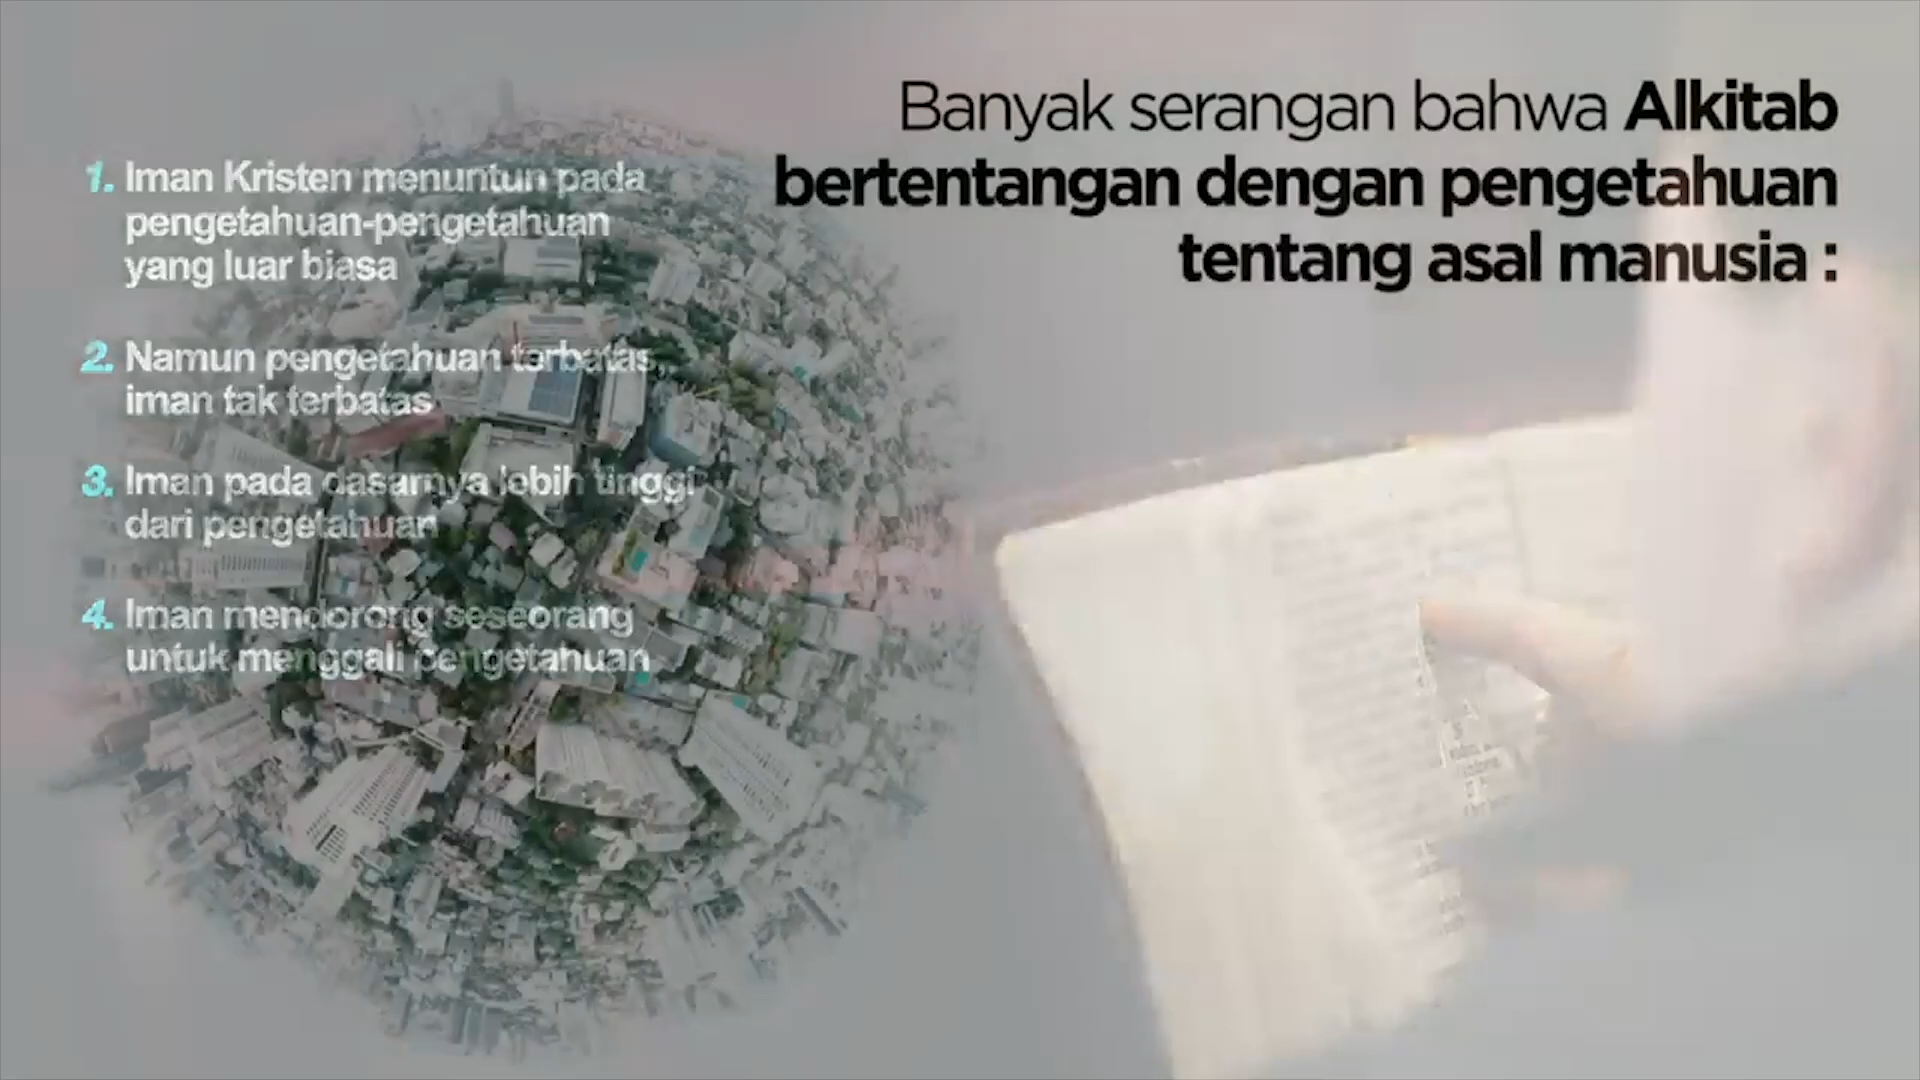 Banyak serangan bahwa Alkitab
bertentangan dengan pengetahuan
tentang asal manusia :
1. Iman Kristen menuntun pada
pengetahuan-pengetahuan
yang luar biasa
2. Namun pengetahuan terbatas,
iman tak terbatas
3. Iman pada dasarnya lebih tinggi
dari pengetahuan
4. Iman mendorong seseorang
untuk menggali pengetahuan